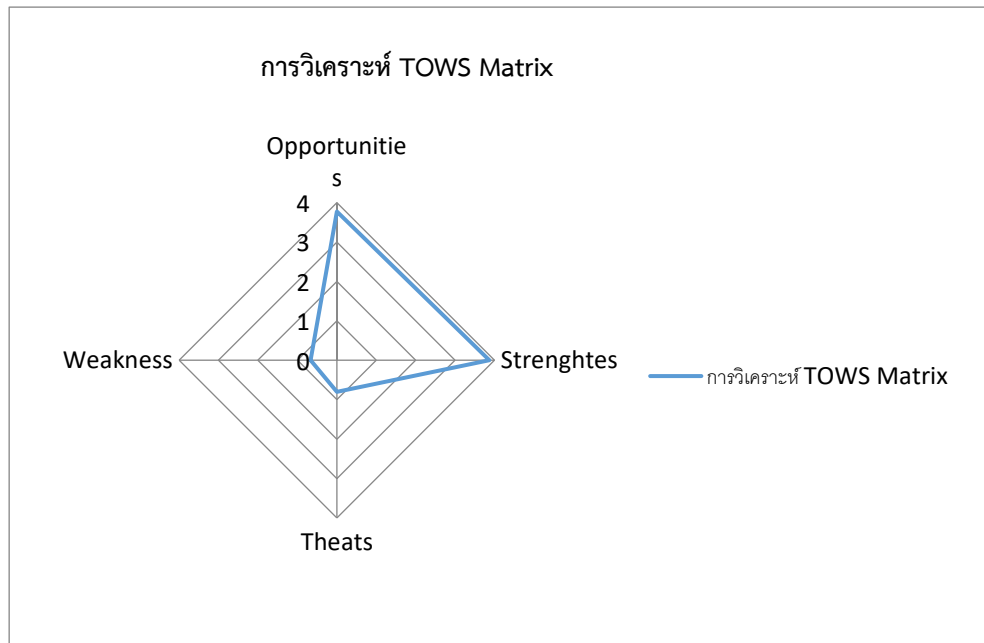 การวิเคราะห์ TOWS Matrix
Opportunitie
s
4
3
2
1
0
Weakness
Strenghtes
การวิเคราะห์ TOWS Matrix
Theats